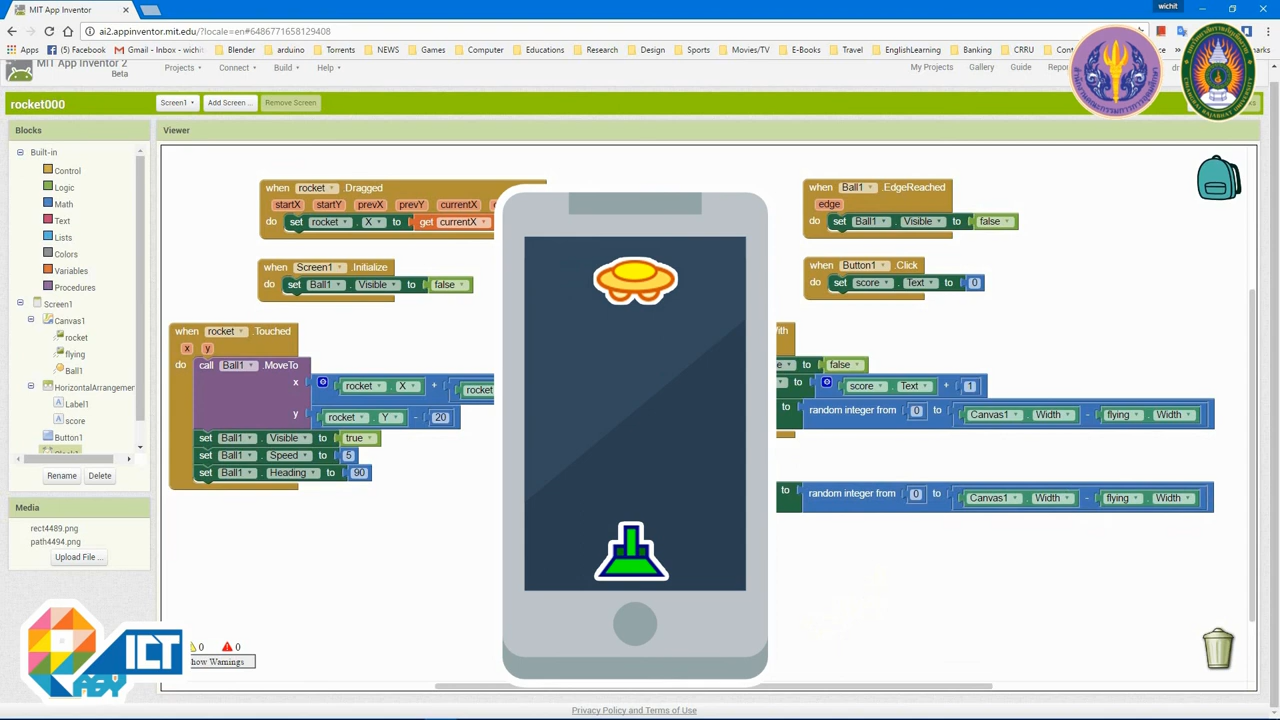 MIT App Inventor
wichit
ai2.appinventor.mit.edu/?locale=en#6486771658129408
Apps (5) Facebook Gmail - Inbox - wichit Blender arduino Torrents NEWS Games Computer Educations Research Design Sports Movies/TV E-Books Travel EnglishLearning Banking CRRU
MIT App Inventor 2
Beta
Projects Connect Build Help My Projects Gallery Guide
rocket000 Screen1 Add Screen ... Remove Screen
Blocks Viewer
Built-in
Control
Logic
Math
Text
Lists
Colors
Variables
Procedures
Screen1
Canvas1
rocket
flying
Ball1
HorizontalArrangemen
Label1
score
Button1
Rename Delete
Media
rect4489.png
path4494.png
Upload File ...
when rocket .Dragged
startX startY prevX prevY currentX
do set rocket . X to get currentX
when Screen1 .Initialize
do set Ball1 . Visible to false
when rocket .Touched
x y
do call Ball1 .MoveTo
x rocket . X +
rocket
y rocket . Y - 20
set Ball1 . Visible to true
set Ball1 . Speed to 5
set Ball1 . Heading to 90
when Ball1 .EdgeReached
edge
do set Ball1 . Visible to false
when Button1 .Click
do set score . Text to 0
to false
to score . Text + 1
to random integer from 0 to Canvas1 . Width - flying . Width
to random integer from 0 to Canvas1 . Width - flying . Width
0 0
how Warnings
ICT
Privacy Policy and Terms of Use